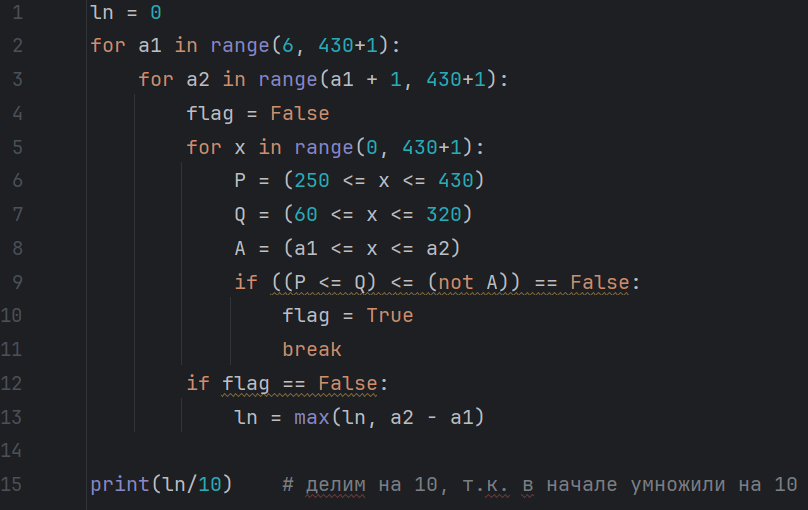 1 ln = 0
2 for a1 in range(6, 430+1):
3     for a2 in range(a1 + 1, 430+1):
4         flag = False
5         for x in range(0, 430+1):
6             P = (250 <= x <= 430)
7             Q = (60 <= x <= 320)
8             A = (a1 <= x <= a2)
9             if ((P <= Q) <= (not A)) == False:
10                 flag = True
11                 break
12         if flag == False:
13             ln = max(ln, a2 - a1)
14
15 print(ln/10)    # делим на 10, т.к. в начале умножили на 10